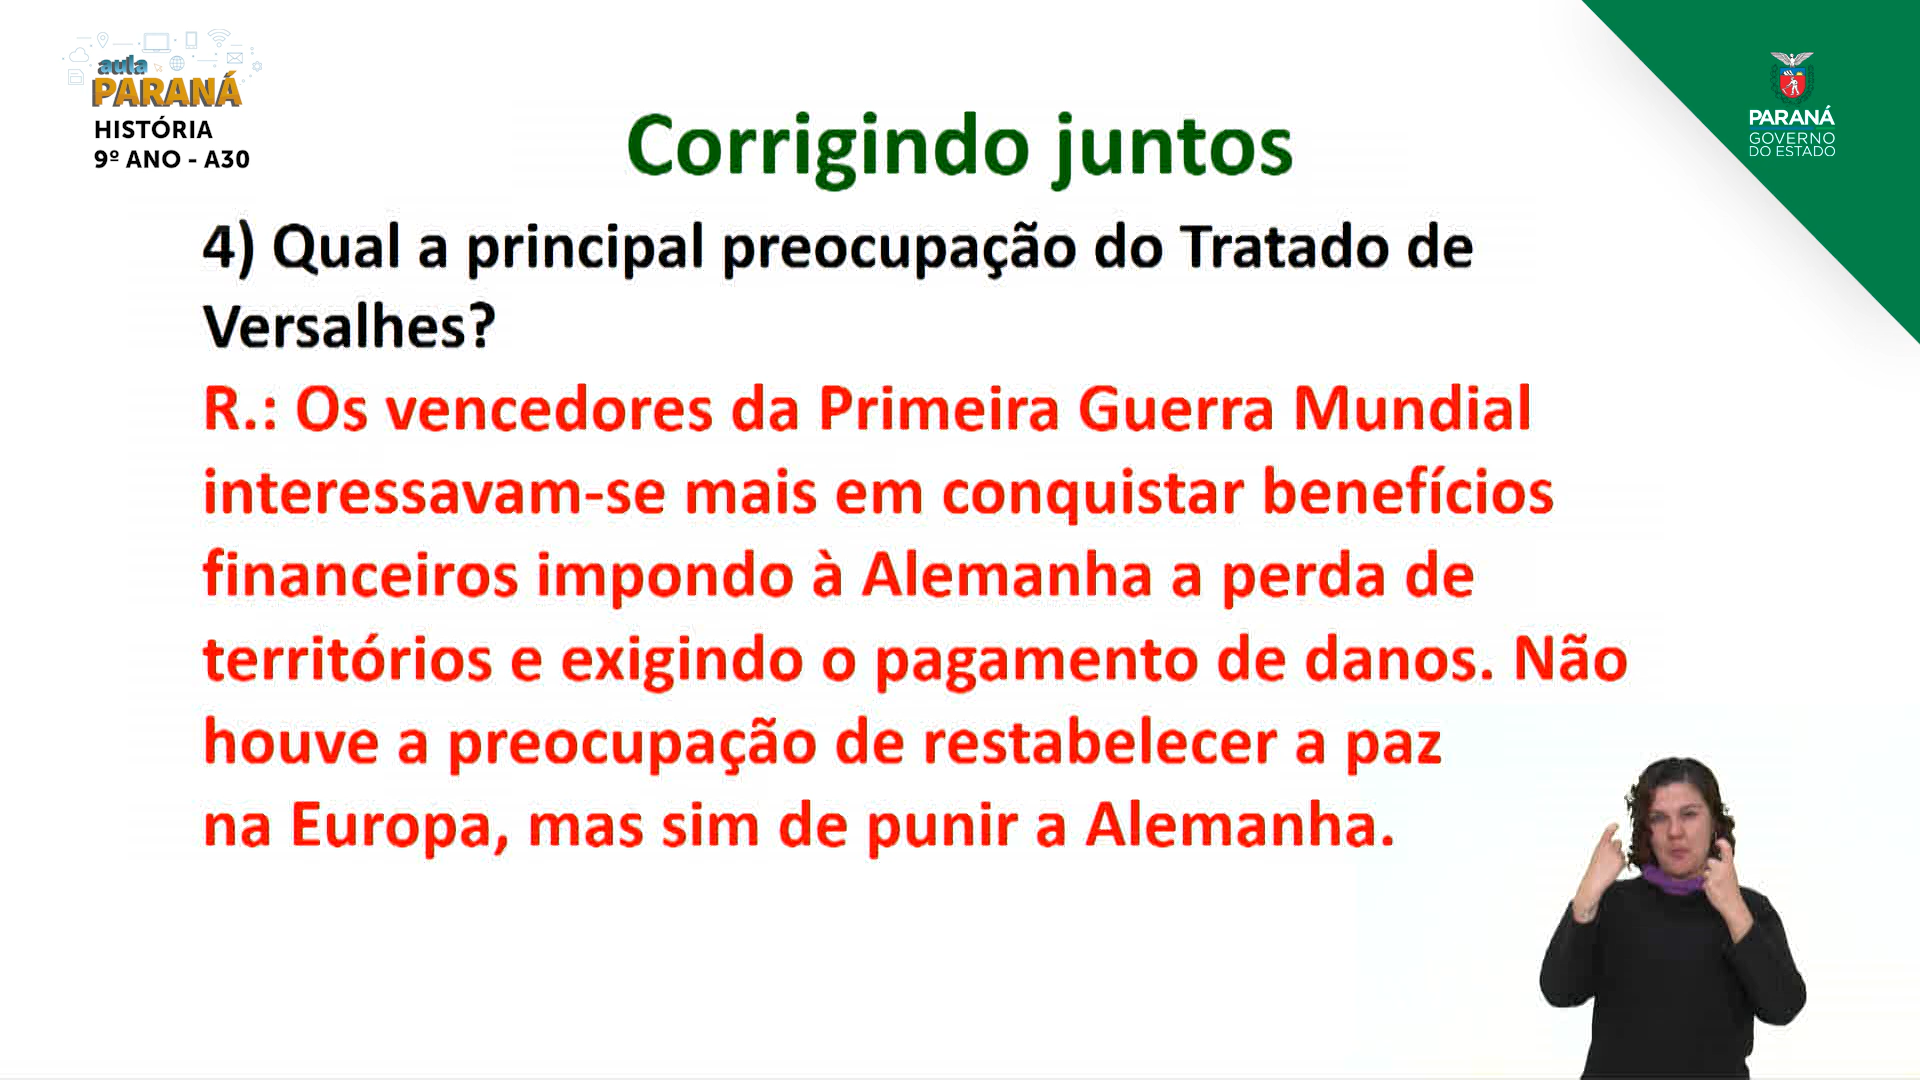 aula
PARANÁ
HISTÓRIA
9º ANO - A30
PARANÁ
GOVERNO
DO ESTADO
Corrigindo juntos
4) Qual a principal preocupação do Tratado de
Versalhes?
R.: Os vencedores da Primeira Guerra Mundial
interessavam-se mais em conquistar benefícios
financeiros impondo à Alemanha a perda de
territórios e exigindo o pagamento de danos. Não
houve a preocupação de restabelecer a paz
na Europa, mas sim de punir a Alemanha.